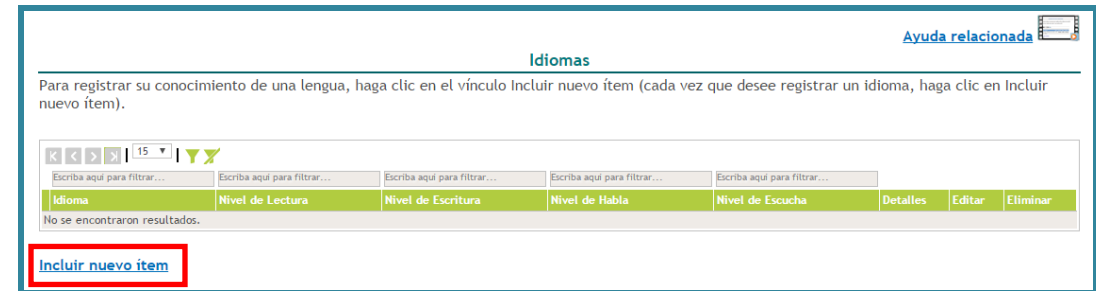 Ayuda relacionada
Idiomas
Para registrar su conocimiento de una lengua, haga clic en el vínculo Incluir nuevo ítem (cada vez que desee registrar un idioma, haga clic en Incluir
nuevo ítem).
15
Escriba aquí para filtrar... Escriba aquí para filtrar... Escriba aquí para filtrar... Escriba aquí para filtrar... Escriba aquí para filtrar...
Idioma Nivel de Lectura Nivel de Escritura Nivel de Habla Nivel de Escucha Detalles Editar Eliminar
No se encontraron resultados.
Incluir nuevo ítem